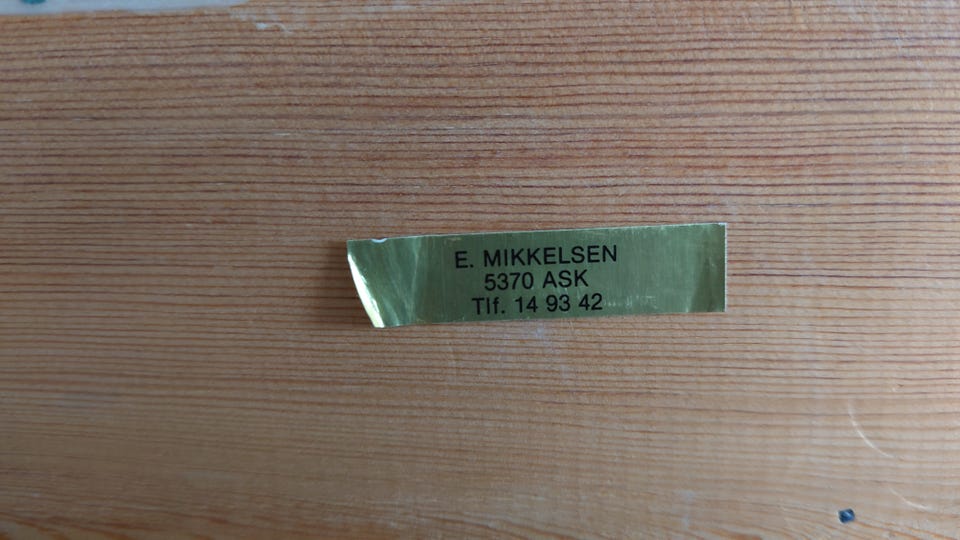 E. MIKKELSEN
5370 ASK
Tlf. 14 93 42